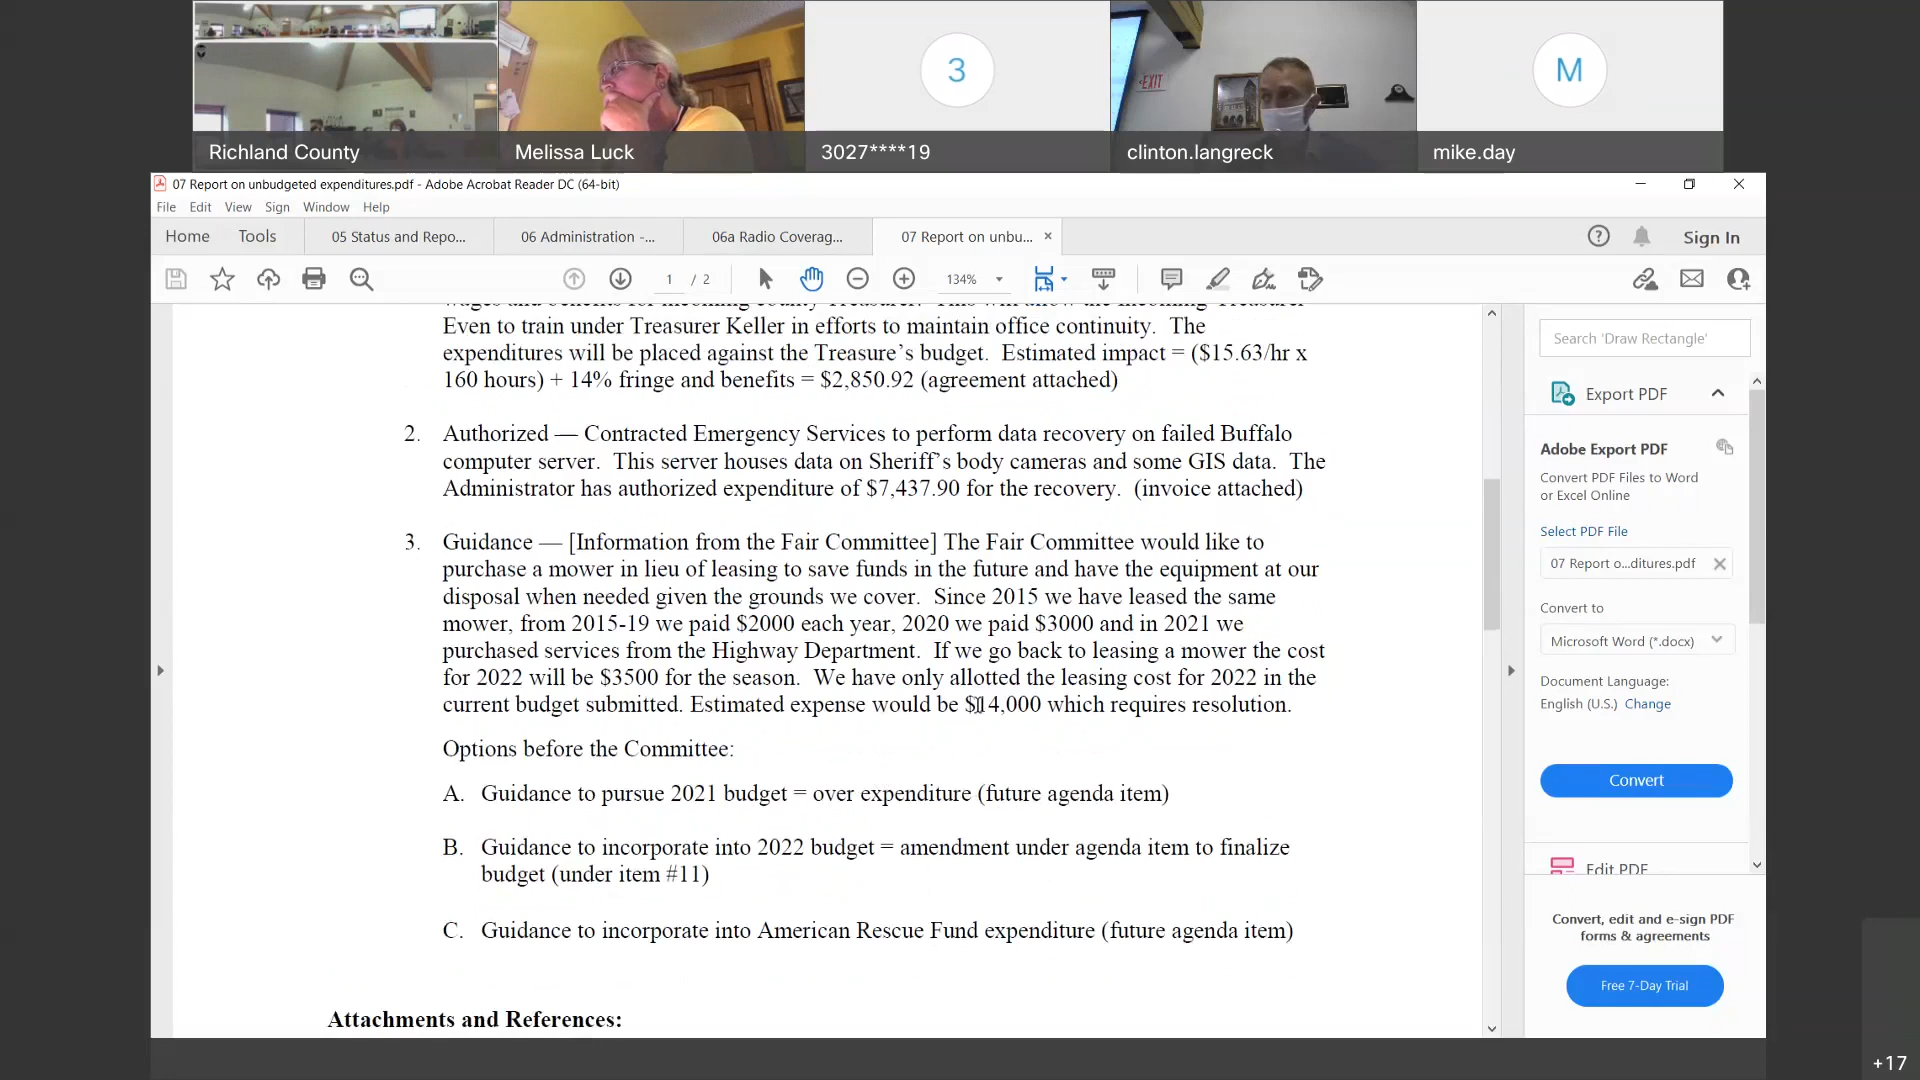 EXIT
3
M
Richland County
Melissa Luck
3027****19
clinton.langreck
mike.day
07 Report on unbudgeted expenditures.pdf - Adobe Acrobat Reader DC (64-bit)
File Edit View Sign Window Help
Home Tools 05 Status and Repo... 06 Administration -... 06a Radio Coverag... 07 Report on unbu... × Sign In
1 / 2 134%
wages and benefits for incoming county Treasurer. This will allow the incoming Treasurer
Even to train under Treasurer Keller in efforts to maintain office continuity. The
expenditures will be placed against the Treasure's budget. Estimated impact = ($15.63/hr x
160 hours) + 14% fringe and benefits = $2,850.92 (agreement attached)
2. Authorized — Contracted Emergency Services to perform data recovery on failed Buffalo
computer server. This server houses data on Sheriff's body cameras and some GIS data. The
Administrator has authorized expenditure of $7,437.90 for the recovery. (invoice attached)
3. Guidance — [Information from the Fair Committee] The Fair Committee would like to
purchase a mower in lieu of leasing to save funds in the future and have the equipment at our
disposal when needed given the grounds we cover. Since 2015 we have leased the same
mower, from 2015-19 we paid $2000 each year, 2020 we paid $3000 and in 2021 we
purchased services from the Highway Department. If we go back to leasing a mower the cost
for 2022 will be $3500 for the season. We have only allotted the leasing cost for 2022 in the
current budget submitted. Estimated expense would be $14,000 which requires resolution.
Options before the Committee:
A. Guidance to pursue 2021 budget = over expenditure (future agenda item)
B. Guidance to incorporate into 2022 budget = amendment under agenda item to finalize
budget (under item #11)
C. Guidance to incorporate into American Rescue Fund expenditure (future agenda item)
Attachments and References:
Search 'Draw Rectangle'
Export PDF
Adobe Export PDF
Convert PDF Files to Word
or Excel Online
Select PDF File
07 Report o...ditures.pdf
Convert to
Microsoft Word (*.docx)
Document Language:
English (U.S.) Change
Convert
Edit PDF
Convert, edit and e-sign PDF
forms & agreements
Free 7-Day Trial
+17